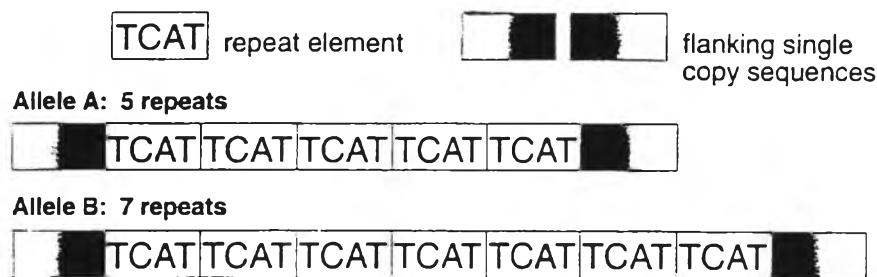 TCAT repeat element
flanking single
copy sequences
Allele A: 5 repeats
TCAT TCAT TCAT TCAT TCAT
Allele B: 7 repeats
TCAT TCAT TCAT TCAT TCAT TCAT TCAT